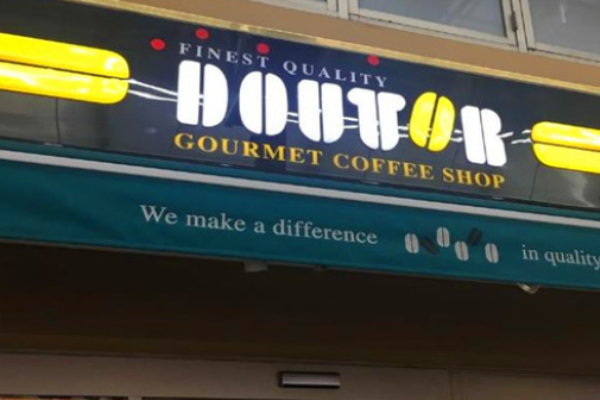 FINEST QUALITY
DOUTOR
GOURMET COFFEE SHOP
We make a difference in quality